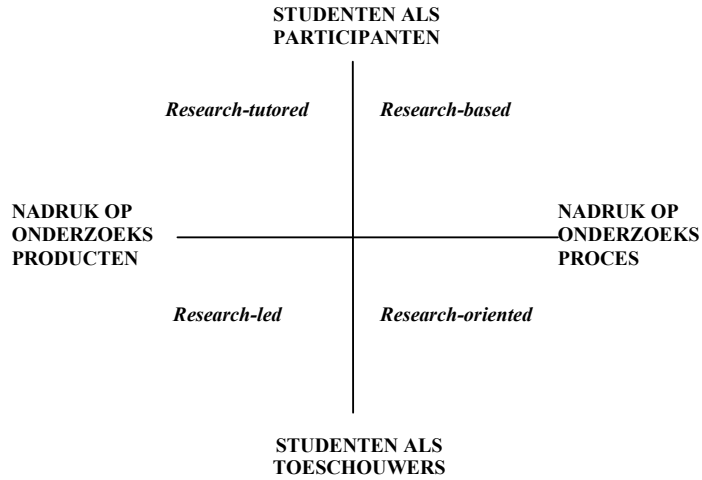 STUDENTEN ALS
PARTICIPANTEN
Research-tutored
Research-based
NADRUK OP
ONDERZOEKS
PRODUCTEN
NADRUK OP
ONDERZOEKS
PROCES
Research-led
Research-oriented
STUDENTEN ALS
TOESCHOUWERS